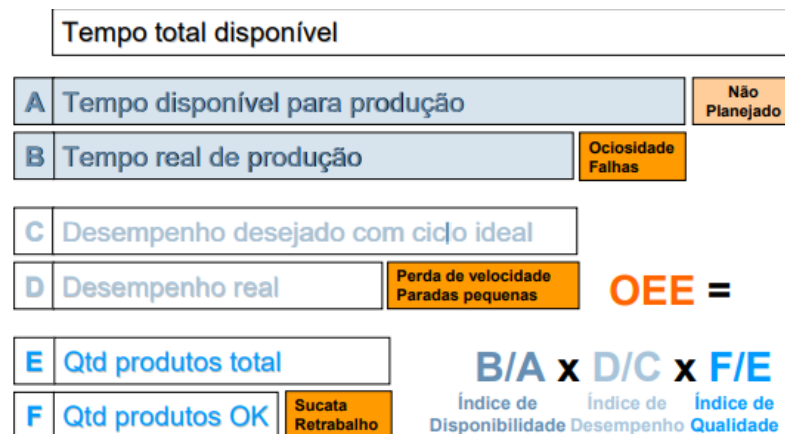 Tempo total disponível
A Tempo disponível para produção
Não
Planejado
B Tempo real de produção
Ociosidade
Falhas
C Desempenho desejado com ciclo ideal
D Desempenho real
Perda de velocidade
Paradas pequenas
OEE =
E Qtd produtos total
F Qtd produtos OK
Sucata
Retrabalho
B/A x D/C x F/E
Índice de Disponibilidade
Índice de Desempenho
Índice de Qualidade